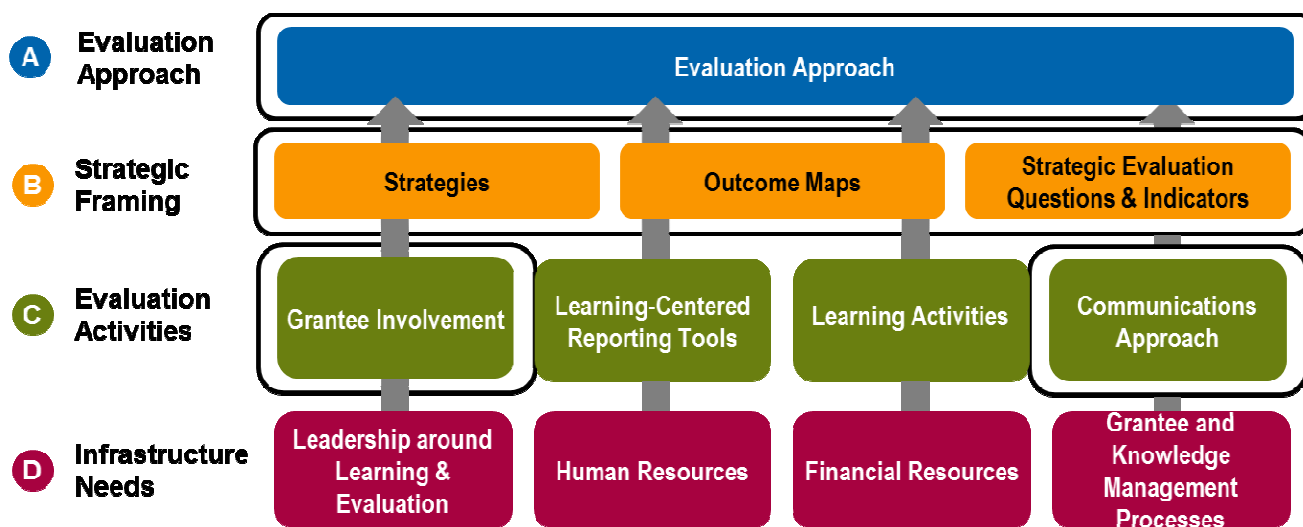 A
Evaluation
Approach
Evaluation Approach
B
Strategic
Framing
Strategies
Outcome Maps
Strategic Evaluation
Questions & Indicators
C
Evaluation
Activities
Grantee Involvement
Learning-Centered
Reporting Tools
Learning Activities
Communications
Approach
D
Infrastructure
Needs
Leadership around
Learning &
Evaluation
Human Resources
Financial Resources
Grantee and
Knowledge
Management
Processes